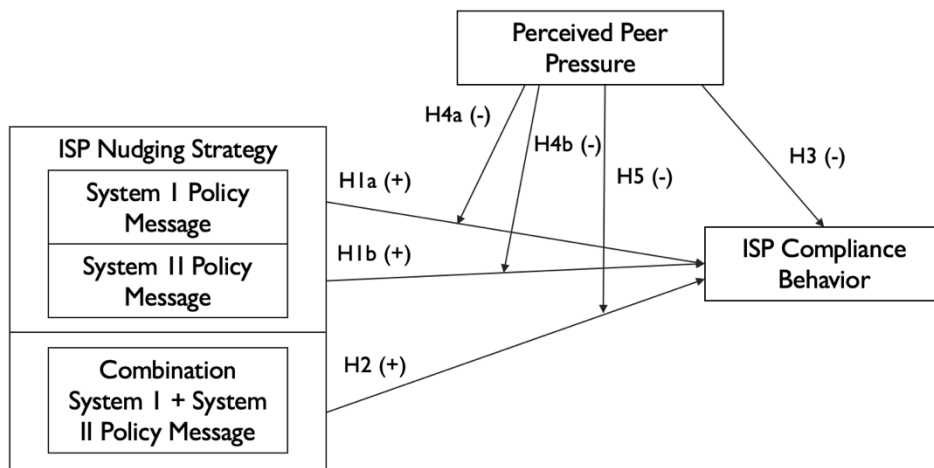 Perceived Peer
Pressure
H4a (-)
H4b (-)
H5 (-)
H3 (-)
ISP Nudging Strategy
System I Policy
Message
System II Policy
Message
H1a (+)
H1b (+)
ISP Compliance
Behavior
H2 (+)
Combination
System I + System
II Policy Message